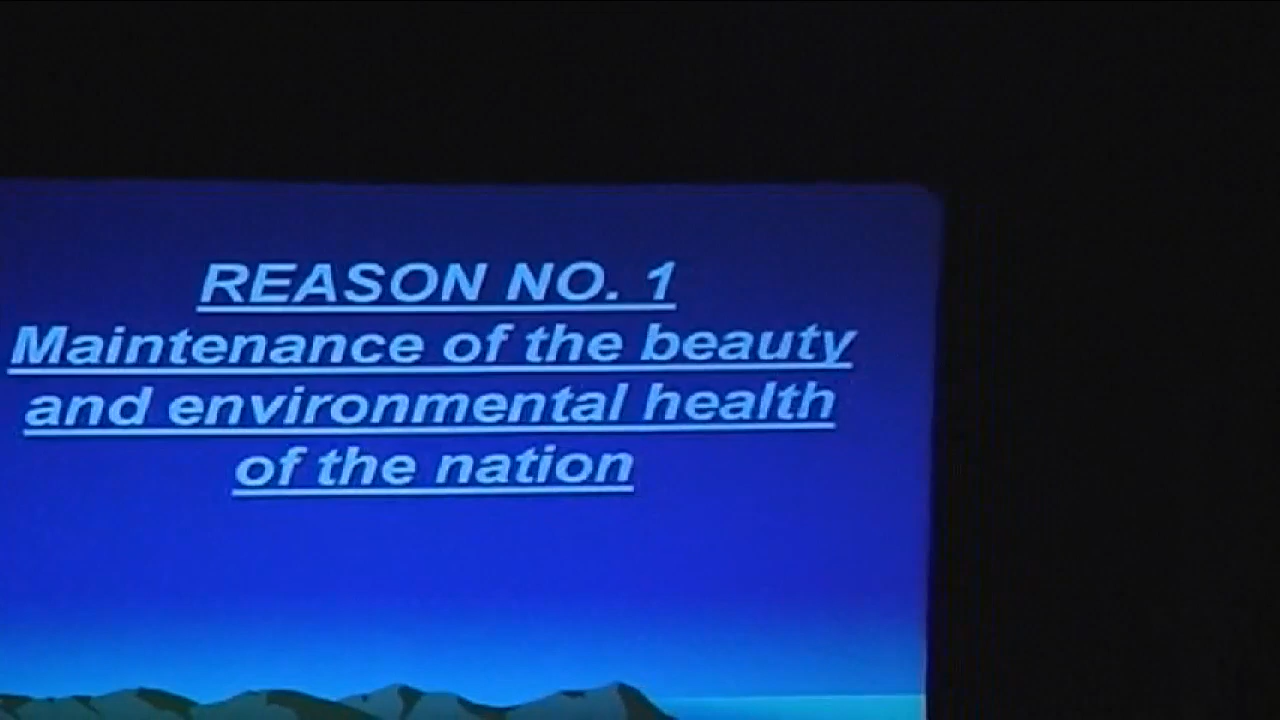 REASON NO. 1
Maintenance of the beauty
and environmental health
of the nation